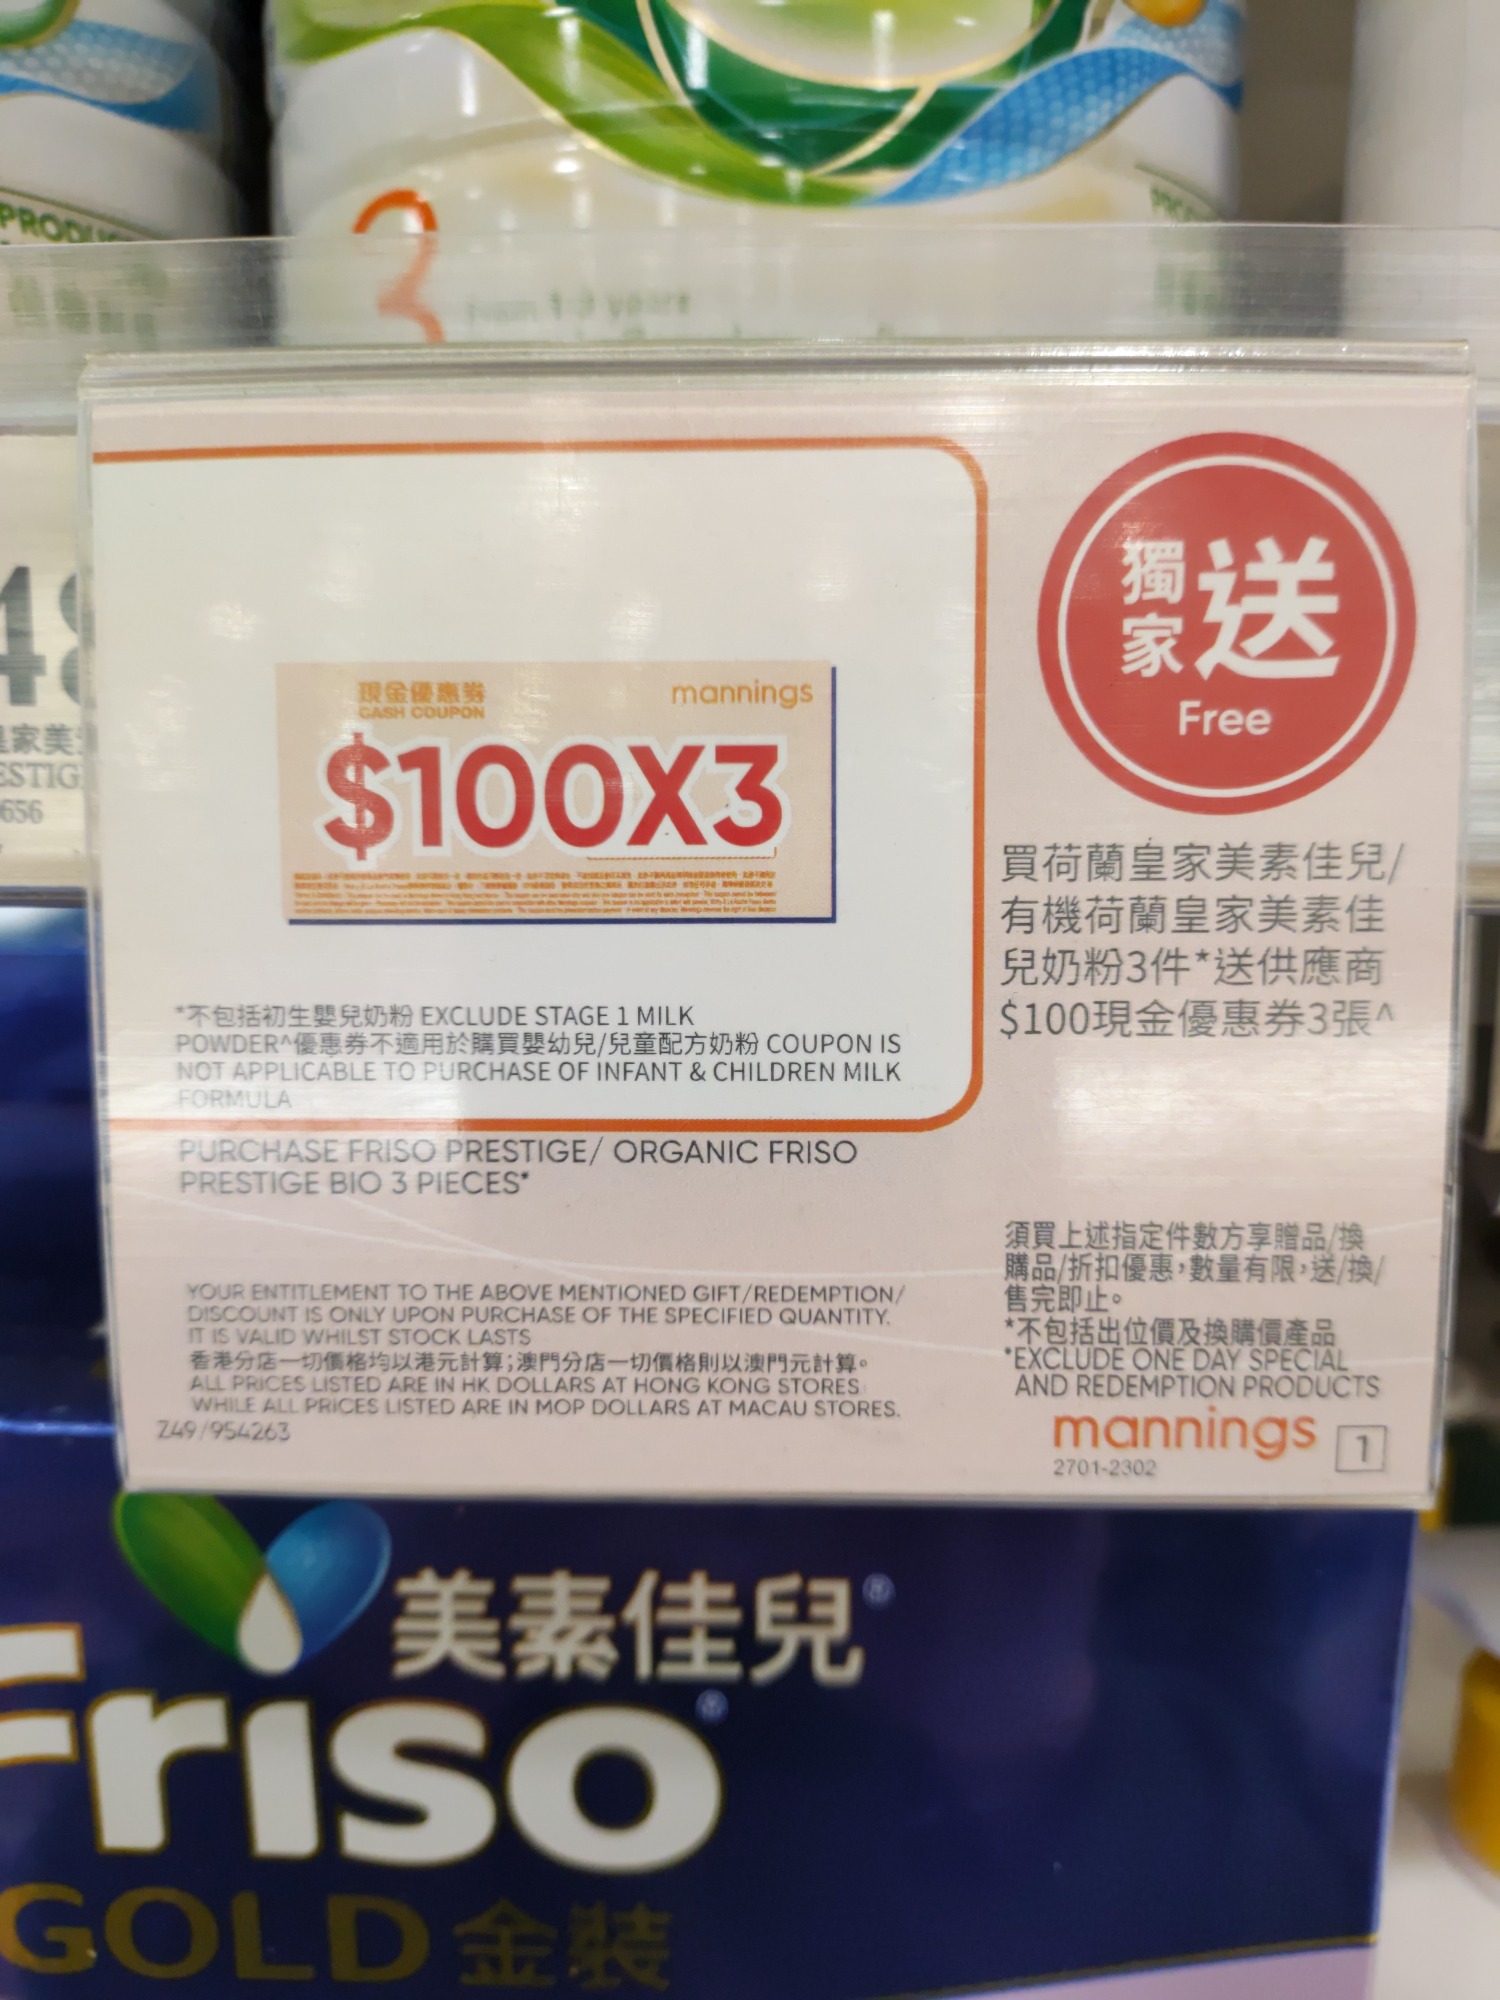 3
獨家
送
Free
現金優惠券
CASH COUPON
mannings
$100X3
買荷蘭皇家美素佳兒/
有機荷蘭皇家美素佳
兒奶粉3件*送供應商
$100現金優惠券3張^
*不包括初生嬰兒奶粉 EXCLUDE STAGE 1 MILK
POWDER^優惠券不適用於購買嬰幼兒/兒童配方奶粉 COUPON IS
NOT APPLICABLE TO PURCHASE OF INFANT & CHILDREN MILK
FORMULA
PURCHASE FRISO PRESTIGE/ ORGANIC FRISO
PRESTIGE BIO 3 PIECES*
須買上述指定件數方享贈品/換
購品/折扣優惠，數量有限，送/換/
售完即止。
*不包括出位價及換購價產品
*EXCLUDE ONE DAY SPECIAL
AND REDEMPTION PRODUCTS
YOUR ENTITLEMENT TO THE ABOVE MENTIONED GIFT/REDEMPTION/
DISCOUNT IS ONLY UPON PURCHASE OF THE SPECIFIED QUANTITY.
IT IS VALID WHILST STOCK LASTS
香港分店一切價格均以港元計算；澳門分店一切價格則以澳門元計算。
ALL PRICES LISTED ARE IN HK DOLLARS AT HONG KONG STORES
WHILE ALL PRICES LISTED ARE IN MOP DOLLARS AT MACAU STORES.
Z49/954263
mannings
1
2701-2302
美素佳兒®
Friso®
GOLD 金裝